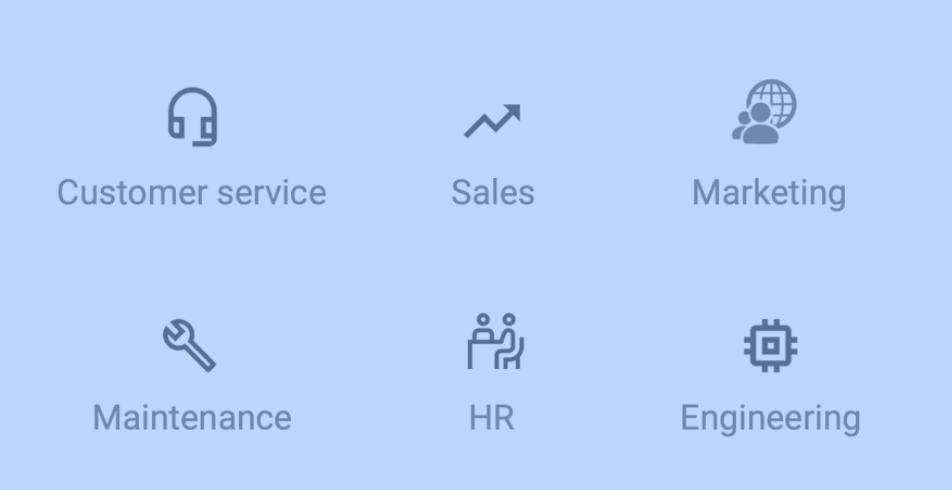 Customer service
Sales
Marketing
Maintenance
HR
Engineering